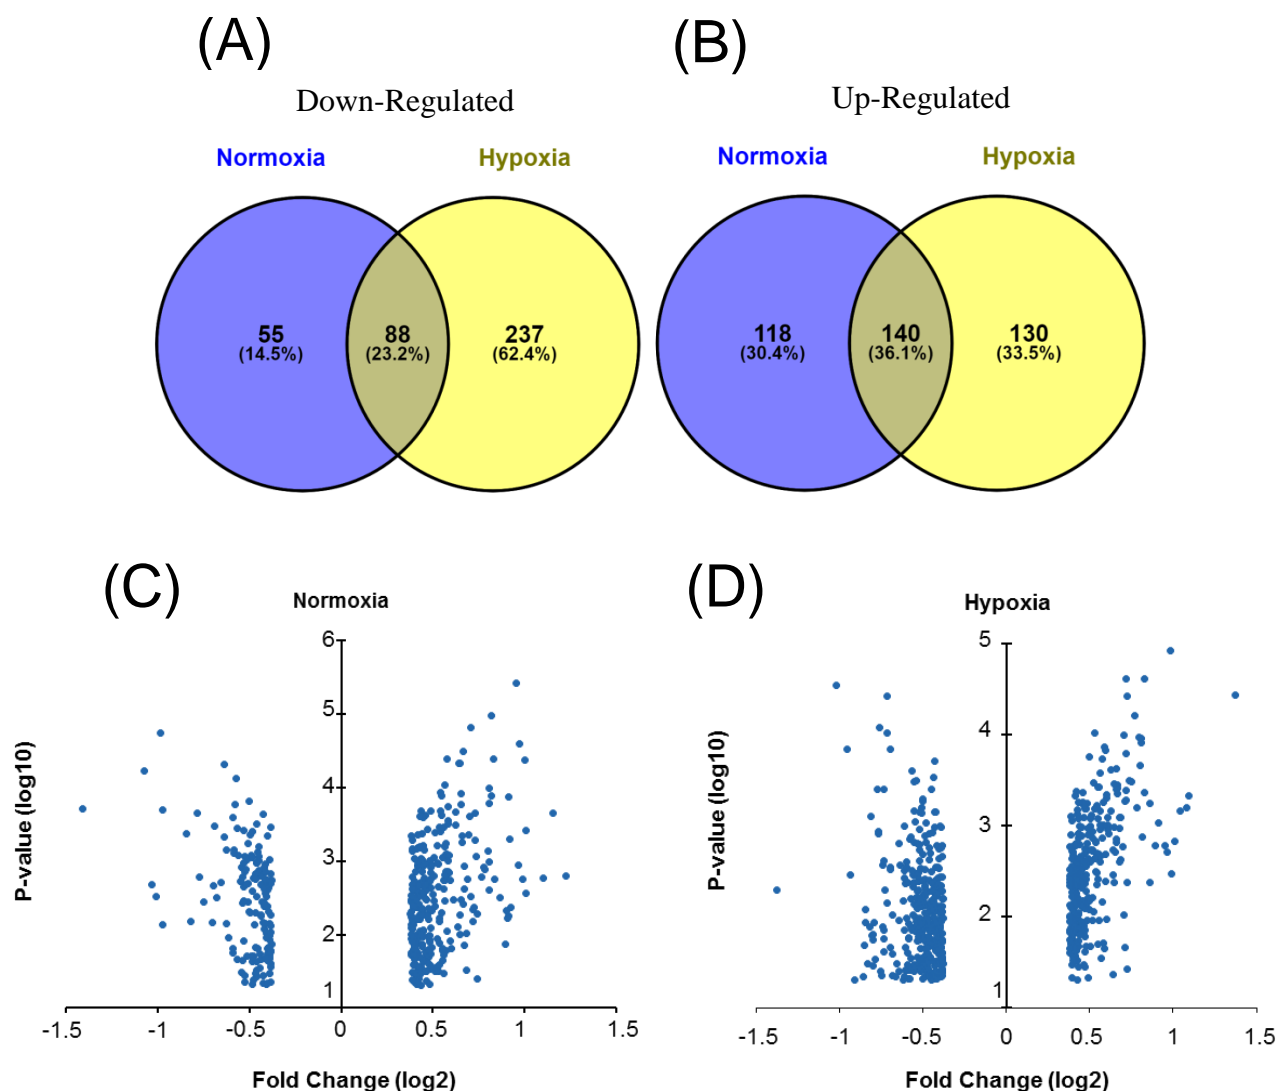 (A)
(B)
Down-Regulated
Up-Regulated
Normoxia
Hypoxia
Normoxia
Hypoxia
55
(14.5%)
88
(23.2%)
237
(62.4%)
118
(30.4%)
140
(36.1%)
130
(33.5%)
(C)
(D)
Normoxia
P-value (log10)
6
5
4
3
2
1
-1.5
-1
-0.5
0
0.5
1
1.5
Fold Change (log2)
Hypoxia
P-value (log10)
5
4
3
2
1
-1.5
-1
-0.5
0
0.5
1
1.5
Fold Change (log2)